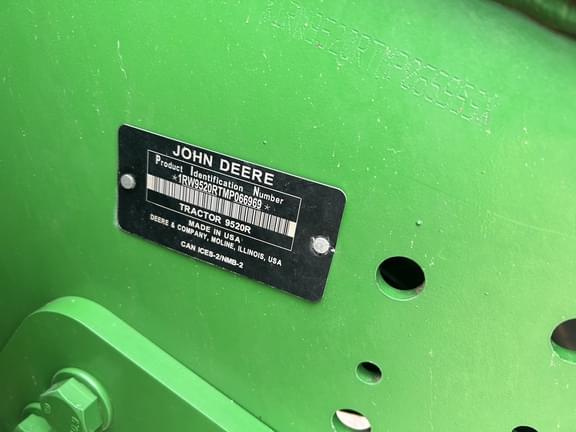 JOHN DEERE
Product Identification Number
*1RW9520RTMP066969*
TRACTOR 9520R
MADE IN USA
DEERE & COMPANY, MOLINE, ILLINOIS, USA
CAN ICES-2/NMB-2